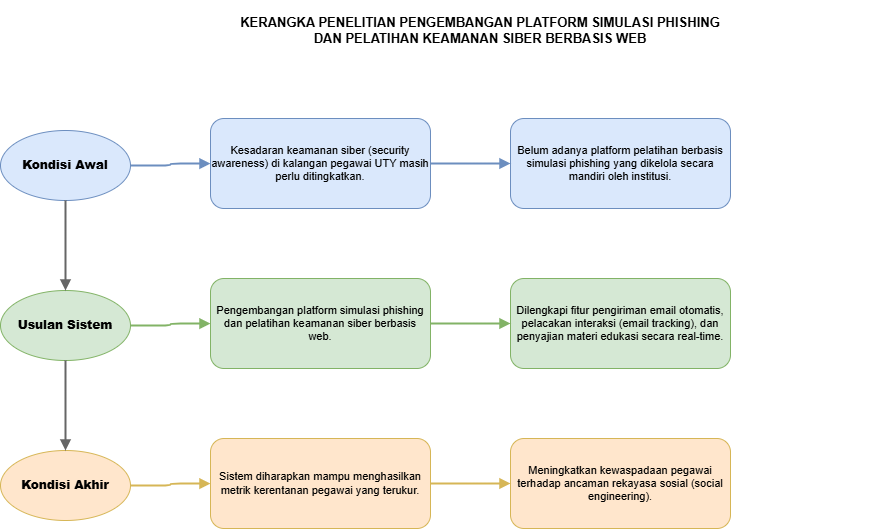 KERANGKA PENELITIAN PENGEMBANGAN PLATFORM SIMULASI PHISHING
DAN PELATIHAN KEAMANAN SIBER BERBASIS WEB
Kondisi Awal
Kesadaran keamanan siber (security
awareness) di kalangan pegawai UTY masih
perlu ditingkatkan.
Belum adanya platform pelatihan berbasis
simulasi phishing yang dikelola secara
mandiri oleh institusi.
Usulan Sistem
Pengembangan platform simulasi phishing
dan pelatihan keamanan siber berbasis
web.
Dilengkapi fitur pengiriman email otomatis,
pelacakan interaksi (email tracking), dan
penyajian materi edukasi secara real-time.
Kondisi Akhir
Sistem diharapkan mampu menghasilkan
metrik kerentanan pegawai yang terukur.
Meningkatkan kewaspadaan pegawai
terhadap ancaman rekayasa sosial (social
engineering).